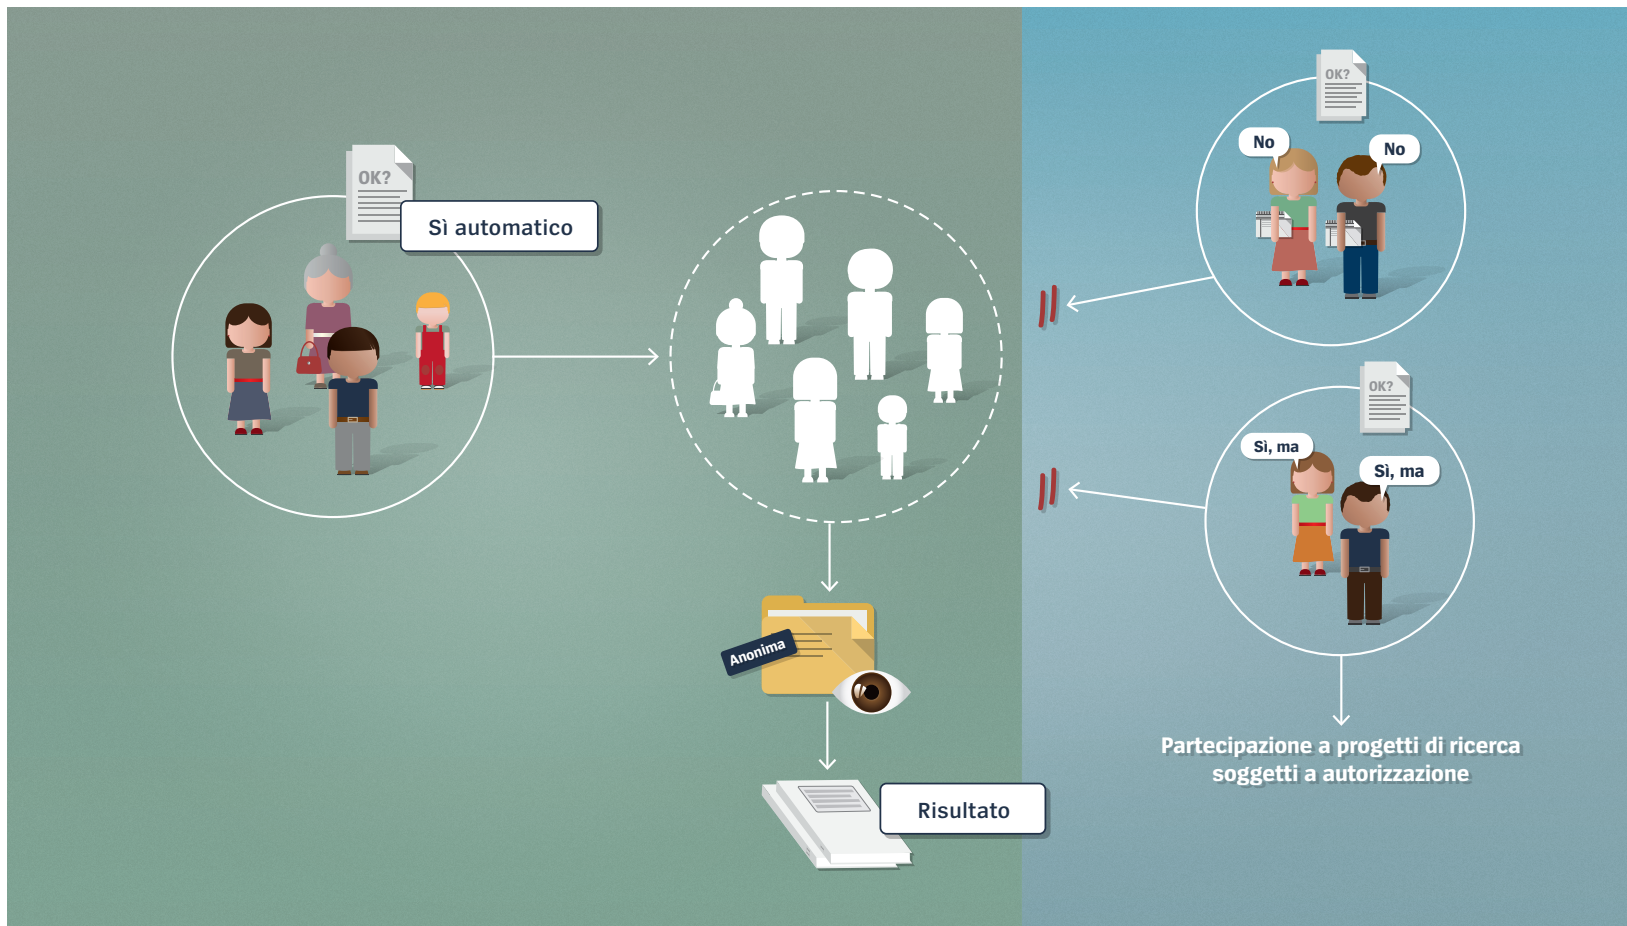 OK?
Sì automatico
Anonima
Risultato
OK?
No
No
OK?
Sì, ma
Sì, ma
Partecipazione a progetti di ricerca
soggetti a autorizzazione